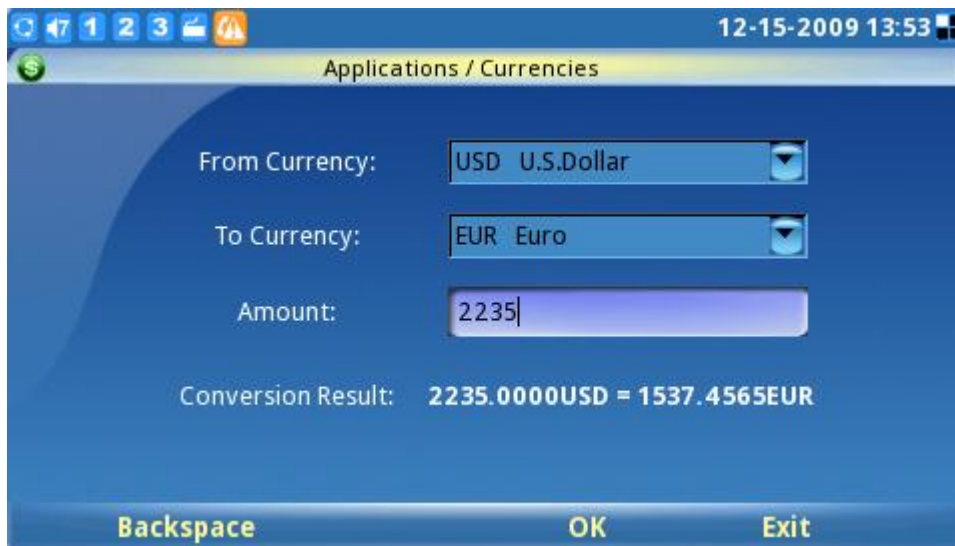 1 2 3 12-15-2009 13:53
Applications / Currencies
From Currency: USD U.S.Dollar
To Currency: EUR Euro
Amount: 2235
Conversion Result: 2235.0000USD = 1537.4565EUR
Backspace OK Exit